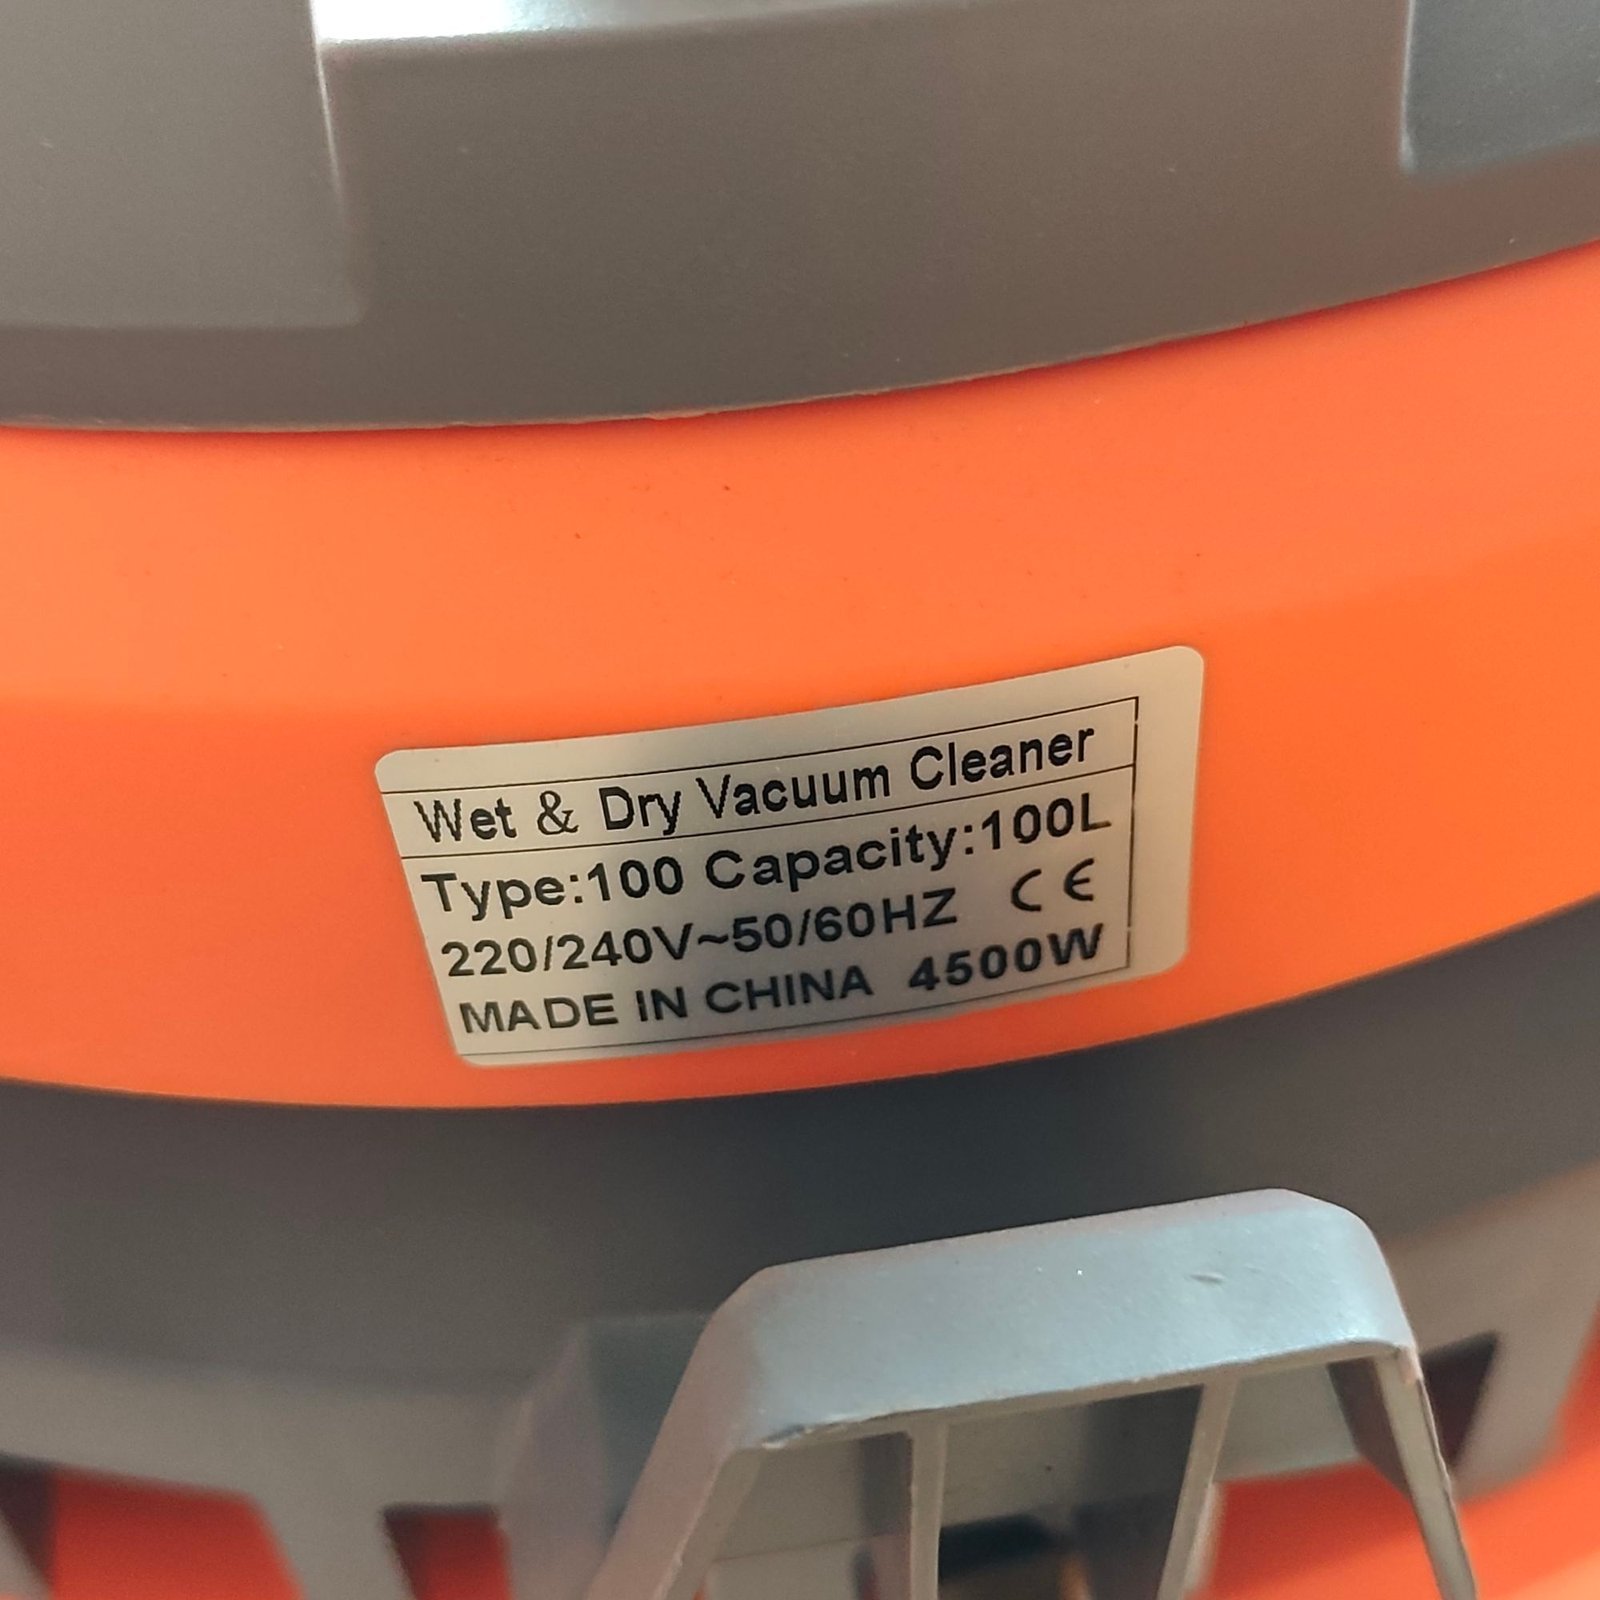 Wet & Dry Vacuum Cleaner
Type:100 Capacity:100L
220/240V~50/60HZ CE
MADE IN CHINA 4500W